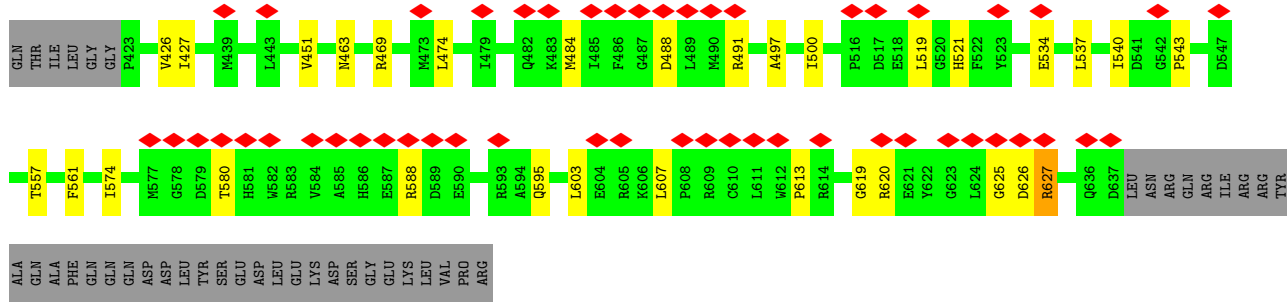 GLN THR ILE LEU GLY GLY P423 V426 I427 M439 L443 V451 N463 R469 M473 L474 I479 Q482 K483 M484 I485 F486 G487 D488 L489 M490 R491 A497 I500 P516 D517 E518 L519 G520 H521 F522 Y523 E534 L537 I540 D541 G542 P543 D547
T557 F561 I574 M577 G578 D579 T580 H581 W582 R583 V584 A585 H586 E587 R588 D589 E590 R593 A594 Q595 L603 E604 R605 K606 L607 P608 R609 C610 L611 W612 P613 R614 G619 R620 E621 Y622 G623 L624 G625 D626 R627 Q636 D637 LEU ASN ARG GLN ARG ILE ARG ARG TYR
ALA GLN ALA PHE GLN GLN GLN ASP ASP LEU TYR SER GLU ASP LEU GLU LYS ASP SER GLY GLU LYS LEU VAL PRO ARG